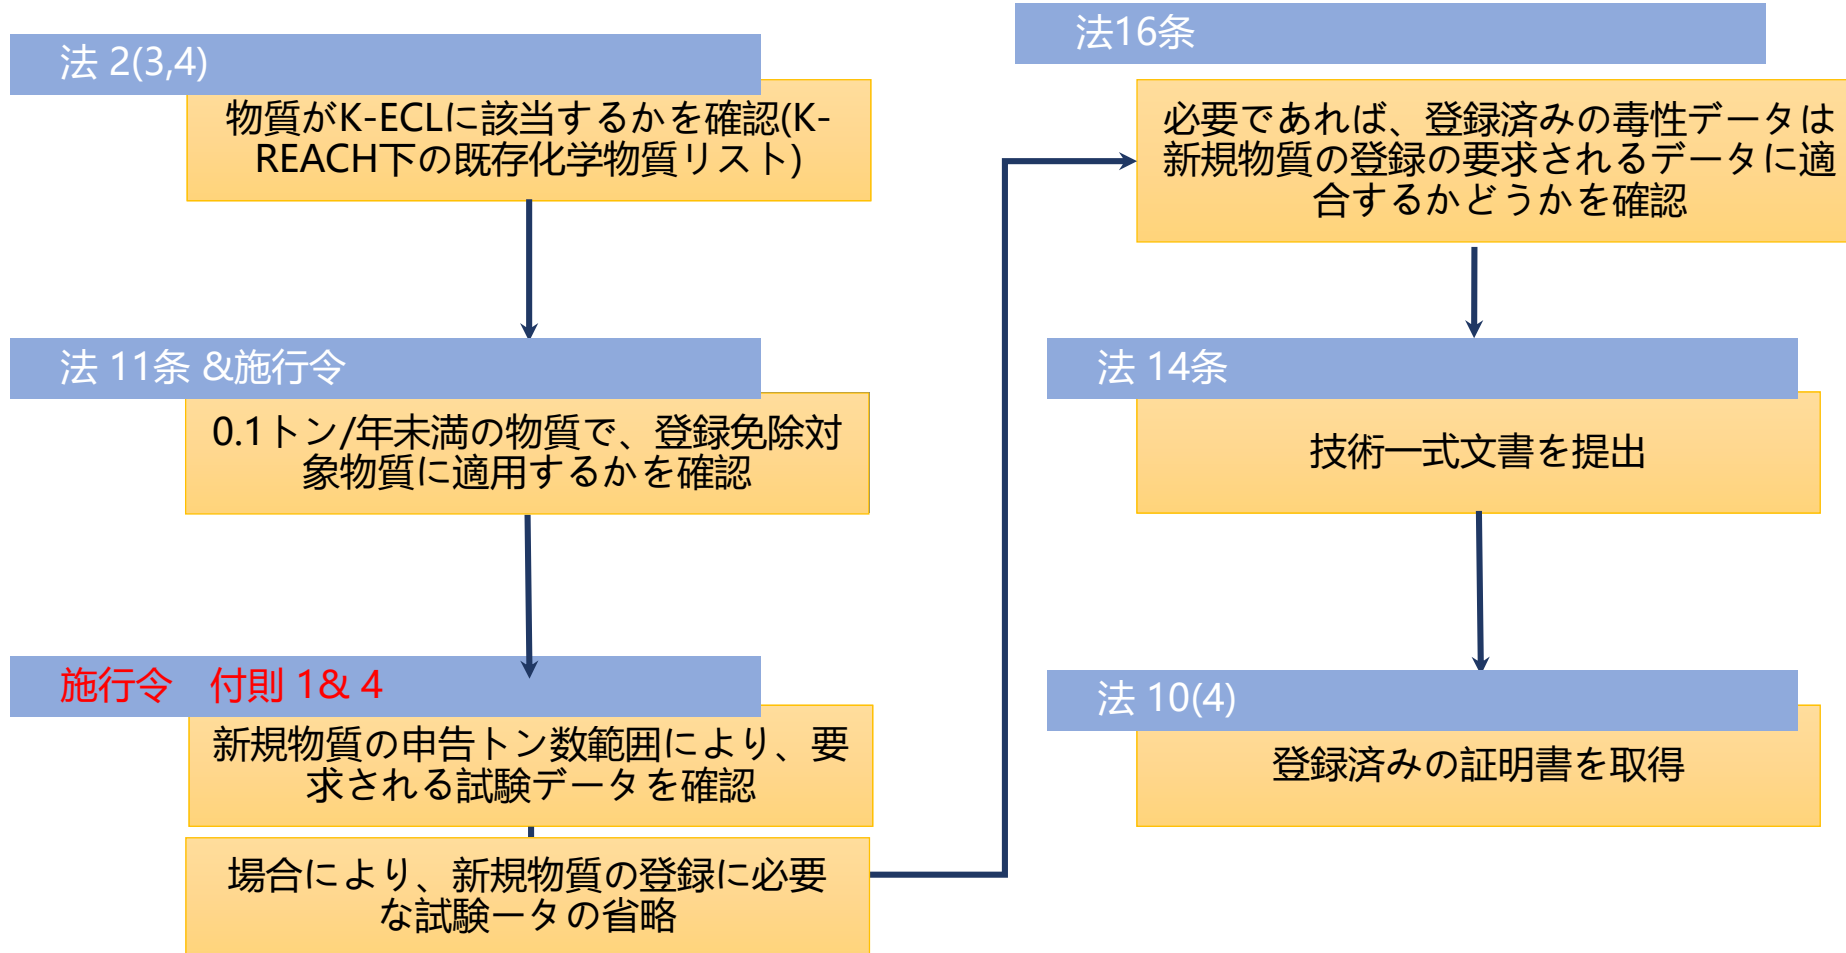 法 2(3,4)
物質がK-ECLに該当するかを確認(K-
REACH下の既存化学物質リスト)
法 11条 &施行令
0.1トン/年未満の物質で、登録免除対
象物質に適用するかを確認
施行令　付則 1& 4
新規物質の申告トン数範囲により、要
求される試験データを確認
場合により、新規物質の登録に必要
な試験ータの省略
法16条
必要であれば、登録済みの毒性データは
新規物質の登録の要求されるデータに適
合するかどうかを確認
法 14条
技術一式文書を提出
法 10(4)
登録済みの証明書を取得